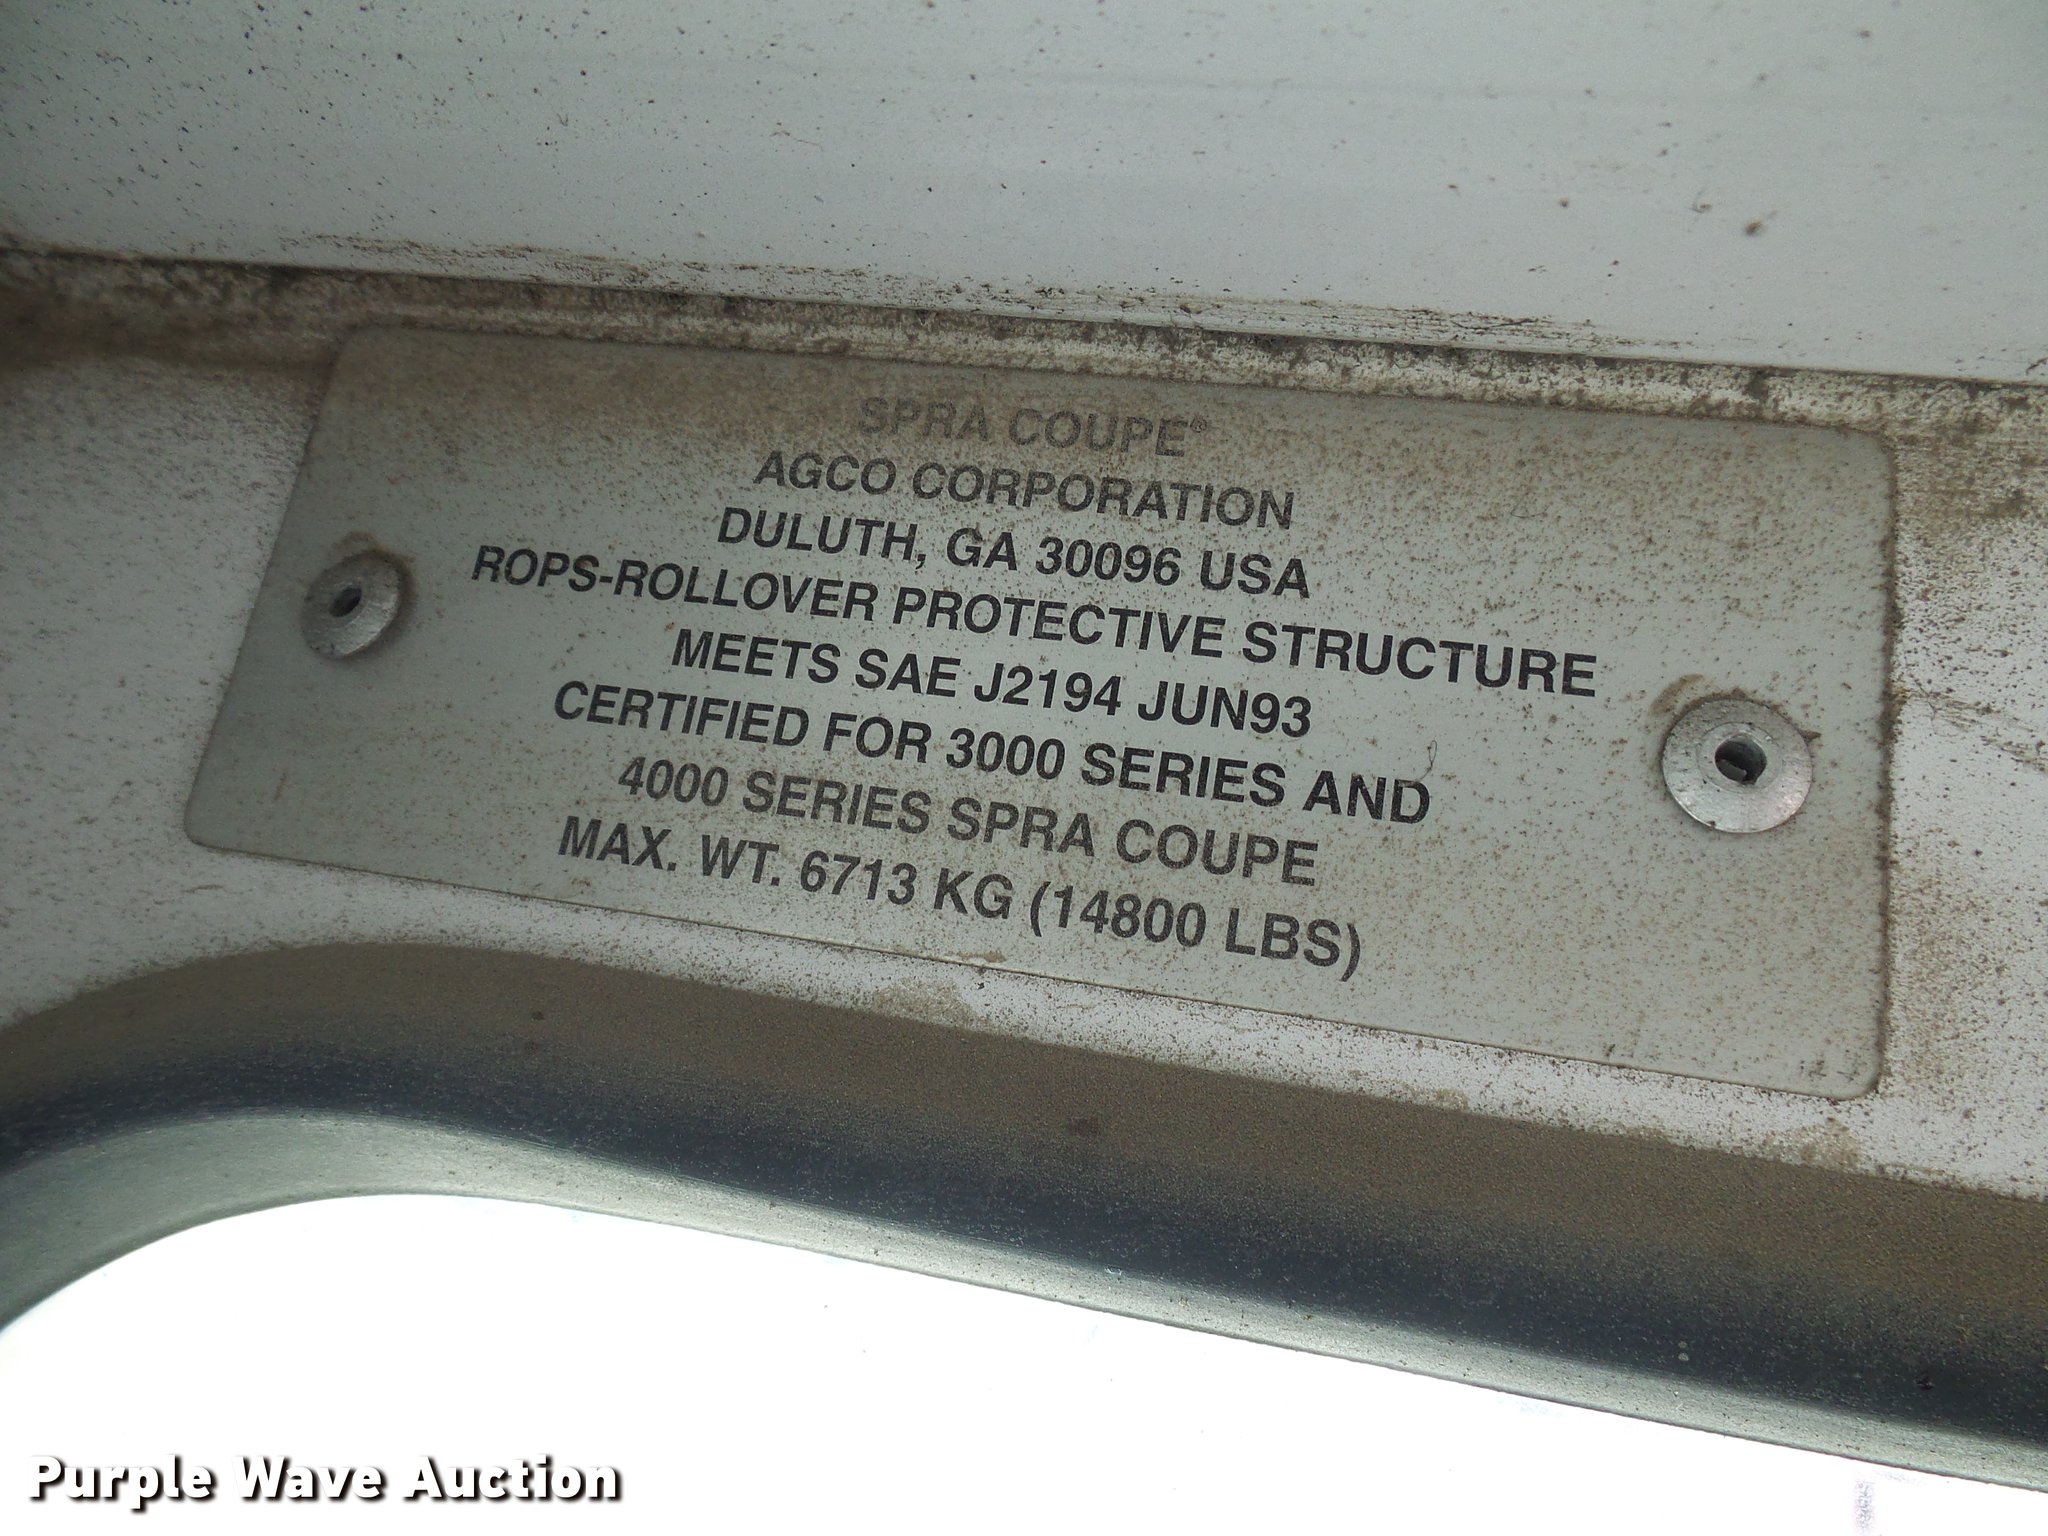 SPRA COUPE®
AGCO CORPORATION
DULUTH, GA 30096 USA
ROPS-ROLLOVER PROTECTIVE STRUCTURE
MEETS SAE J2194 JUN93
CERTIFIED FOR 3000 SERIES AND
4000 SERIES SPRA COUPE
MAX. WT. 6713 KG (14800 LBS)
Purple Wave Auction